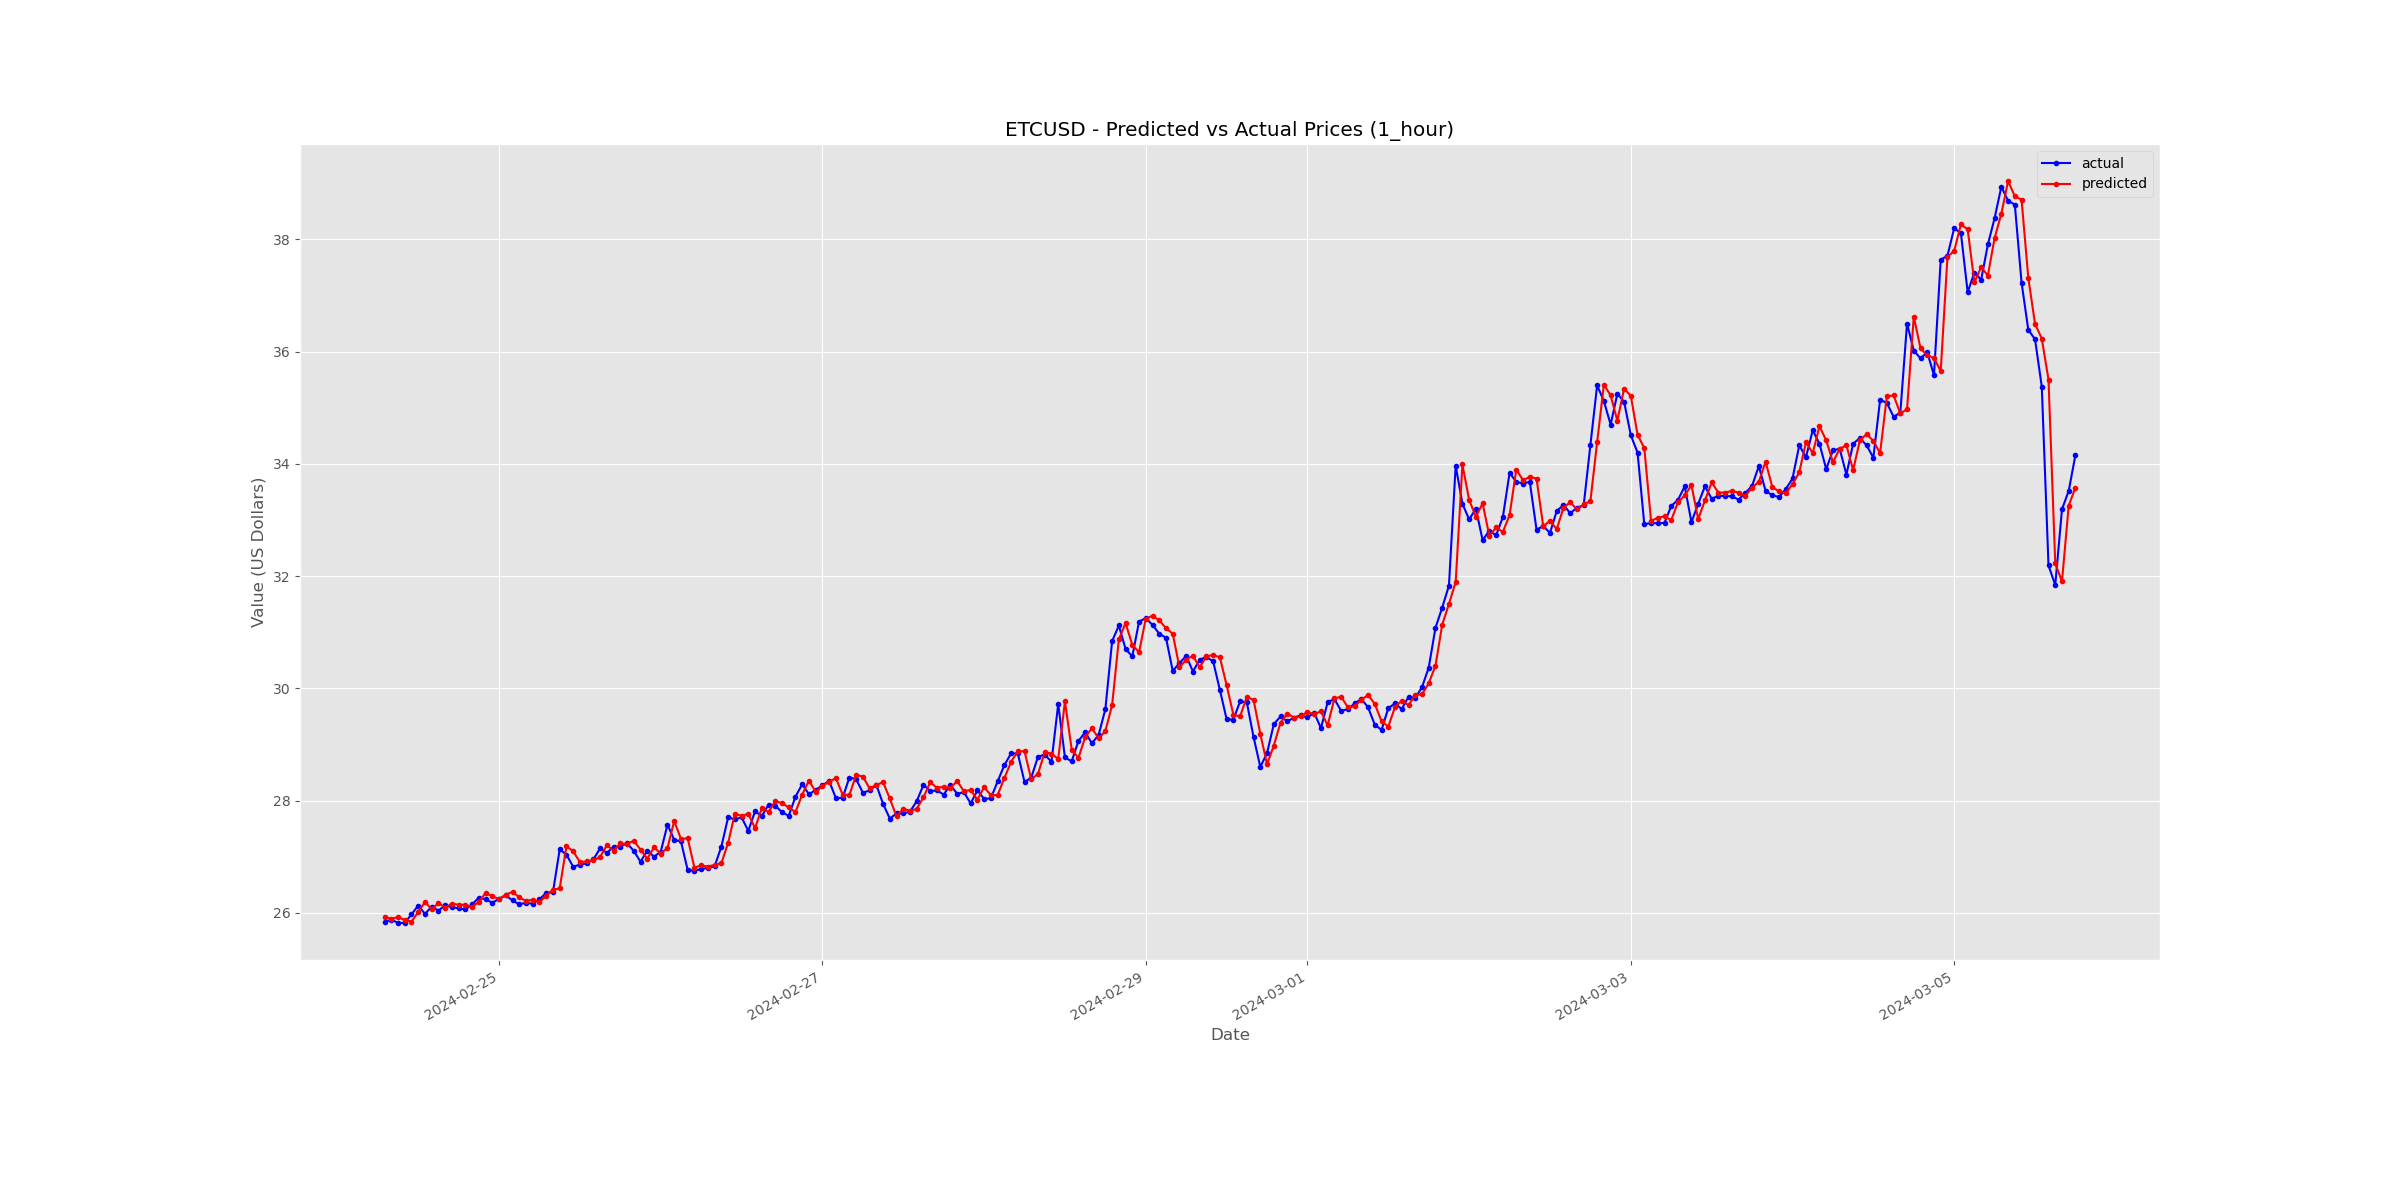 ETCUSD - Predicted vs Actual Prices (1_hour)
actual
predicted
38
36
34
32
30
28
26
Value (US Dollars)
2024-02-25
2024-02-27
2024-02-29
2024-03-01
2024-03-03
2024-03-05
Date